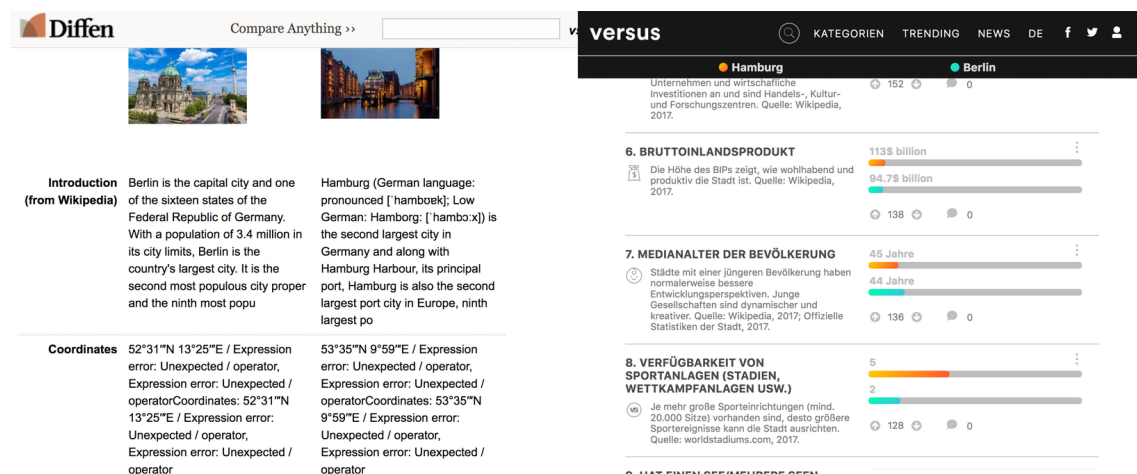 Diffen
Compare Anything ››
vs
Introduction
(from Wikipedia)
Berlin is the capital city and one
of the sixteen states of the
Federal Republic of Germany.
With a population of 3.4 million in
its city limits, Berlin is the
country's largest city. It is the
second most populous city proper
and the ninth most popu
Hamburg (German language:
pronounced [ˈhambʊɐk]; Low
German: Hamborg: [ˈhambɔːx]) is
the second largest city in
Germany and along with
Hamburg Harbour, its principal
port, Hamburg is also the second
largest port city in Europe, ninth
largest po
Coordinates
52°31′″N 13°25′″E / Expression
error: Unexpected / operator,
Expression error: Unexpected /
operatorCoordinates: 52°31′″N
13°25′″E / Expression error:
Unexpected / operator,
Expression error: Unexpected /
operator
53°35′″N 9°59′″E / Expression
error: Unexpected / operator,
Expression error: Unexpected /
operatorCoordinates: 53°35′″N
9°59′″E / Expression error:
Unexpected / operator,
Expression error: Unexpected /
operator
versus
KATEGORIEN TRENDING NEWS DE
Hamburg
Berlin
Unternehmen und wirtschafliche
Investitionen an und sind Handels-, Kultur-
und Forschungszentren. Quelle: Wikipedia,
2017.
152 0
6. BRUTTOINLANDSPRODUKT
Die Höhe des BIPs zeigt, wie wohlhabend und
produktiv die Stadt ist. Quelle: Wikipedia,
2017.
113$ billion
94.7$ billion
138 0
7. MEDIANALTER DER BEVÖLKERUNG
Städte mit einer jüngeren Bevölkerung haben
normalerweise bessere
Entwicklungsperspektiven. Junge
Gesellschaften sind dynamischer und
kreativer. Quelle: Wikipedia, 2017; Offizielle
Statistiken der Stadt, 2017.
45 Jahre
44 Jahre
136 0
8. VERFÜGBARKEIT VON
SPORTANLAGEN (STADIEN,
WETTKAMPFANLAGEN USW.)
VS
Je mehr große Sporteinrichtungen (mind.
20.000 Sitze) vorhanden sind, desto größere
Sportereignisse kann die Stadt ausrichten.
Quelle: worldstadiums.com, 2017.
5
2
128 0
9. HAT EINEN SEE/MEHRERE SEEN